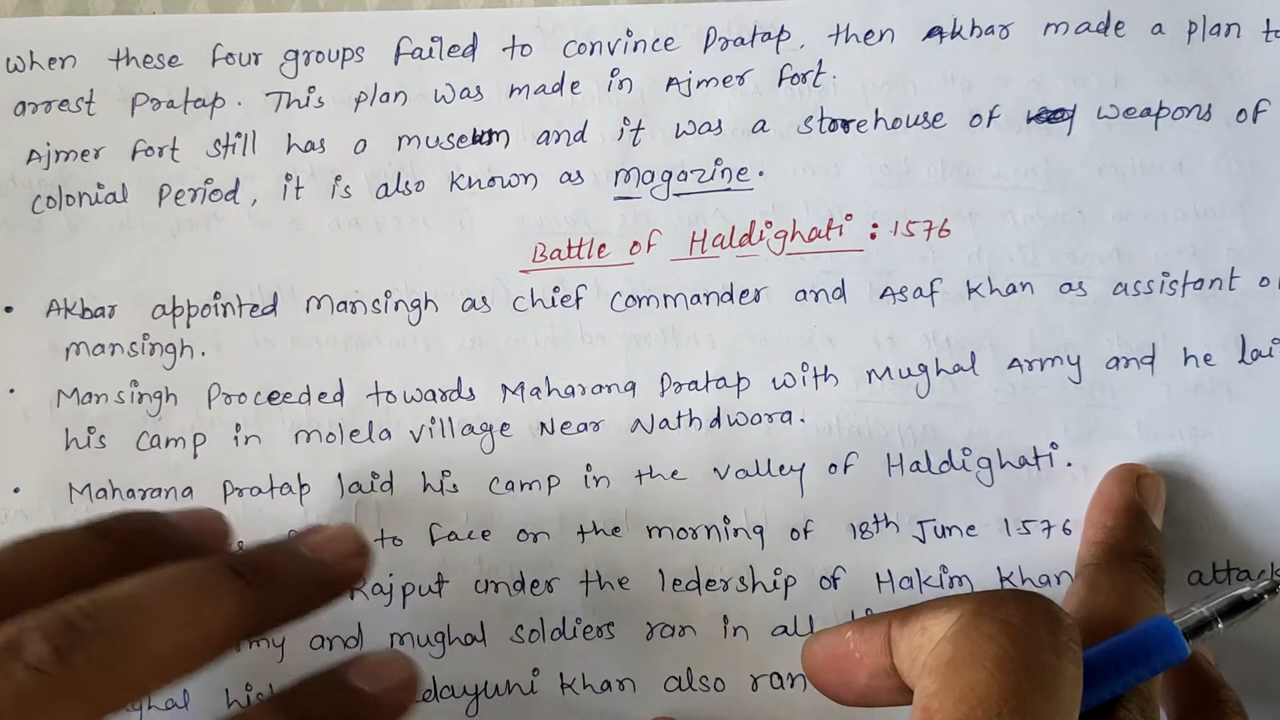 When these four groups failed to convince Pratap, then Akbar made a plan to
arrest Pratap. This plan was made in Ajmer Fort.
Ajmer fort still has a museum and it was a storehouse of weapons of
colonial Period, it is also known as magazine.
Battle of Haldighati : 1576
• Akbar appointed Mansingh as chief commander and Asaf Khan as assistant
mansingh.
• Mansingh Proceeded towards Maharana Pratap with Mughal Army and he
his camp in molela village Near Nathdwara.
• Maharana Pratap laid his camp in the valley of Haldighati.
to face on the morning of 18th June 1576
Rajput under the ledership of Hakim Khan attack
and mughal soldiers ran in all
Khan also ran